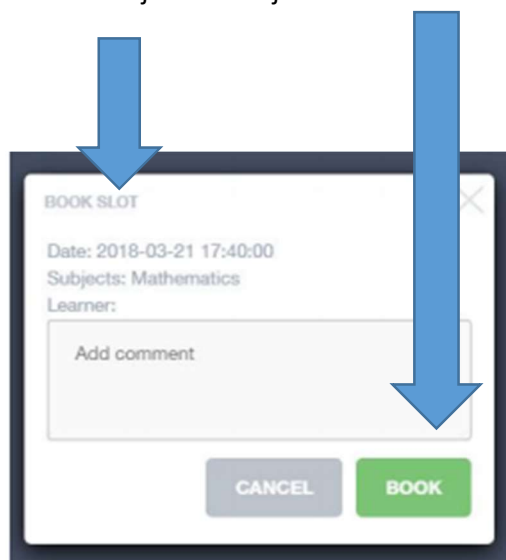 BOOK SLOT
Date: 2018-03-21 17:40:00
Subjects: Mathematics
Learner:
Add comment
CANCEL
BOOK